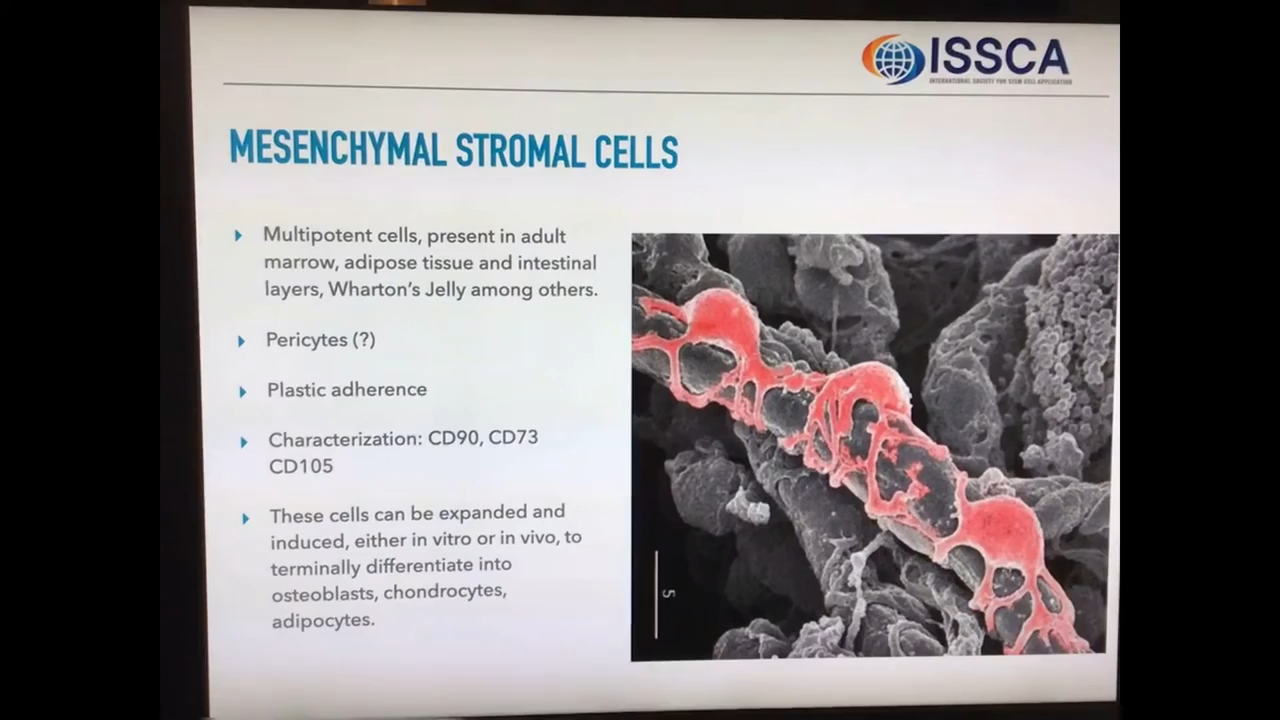 ISSCA
INTERNATIONAL SOCIETY FOR STEM CELL APPLICATION
MESENCHYMAL STROMAL CELLS
Multipotent cells, present in adult
marrow, adipose tissue and intestinal
layers, Wharton's Jelly among others.
Pericytes (?)
Plastic adherence
Characterization: CD90, CD73
CD105
These cells can be expanded and
induced, either in vitro or in vivo, to
terminally differentiate into
osteoblasts, chondrocytes,
adipocytes.
5